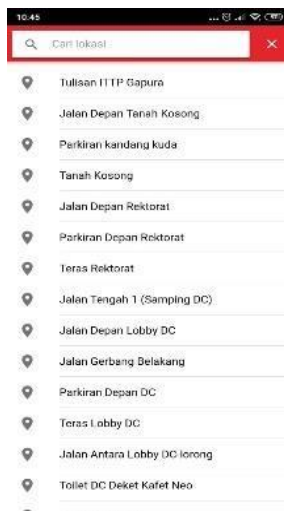 10.45
Cari lokasi
Tulisan ITTP Gapura
Jalan Depan Tanah Kosong
Parkiran kandang kuda
Tanah Kosong
Jalan Depan Rektorat
Parkiran Depan Rektorat
Teras Rektorat
Jalan Tengah 1 (Samping DC)
Jalan Depan Lobby DC
Jalan Gerbang Belakang
Parkiran Depan DC
Teras Lobby DC
Jalan Antara Lobby DC lorong
Toilet DC Deket Kafet Neo